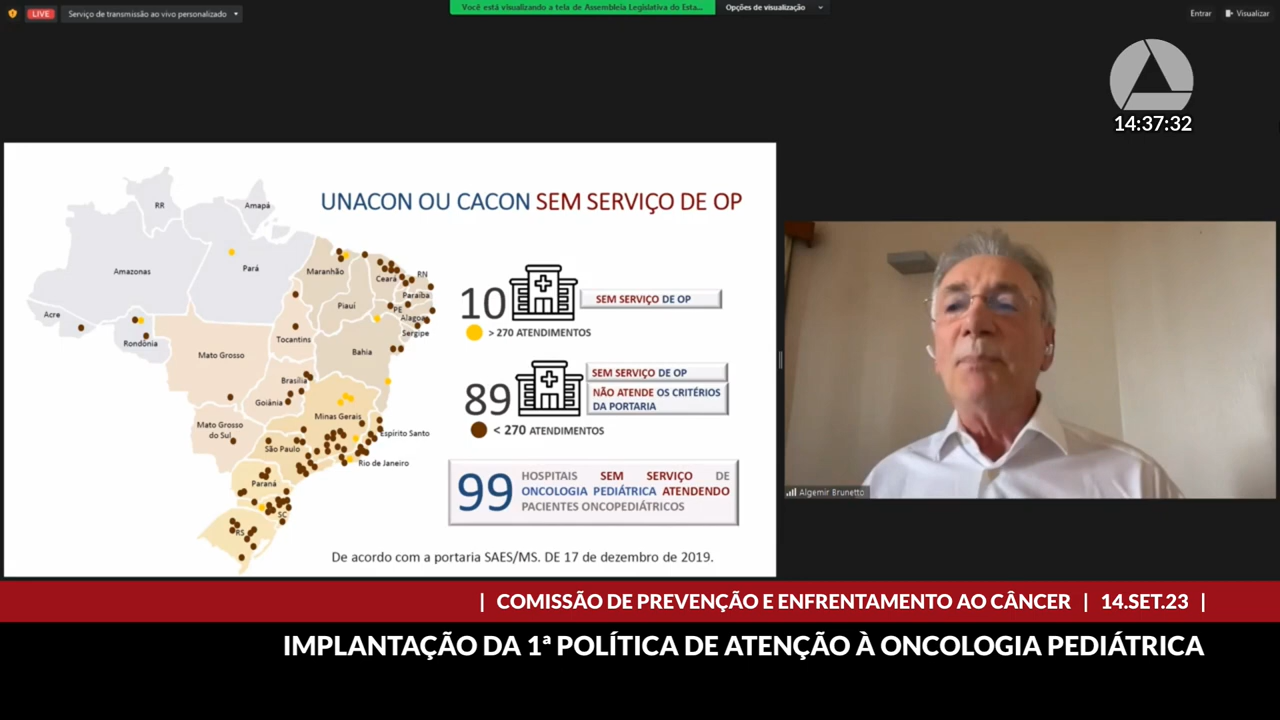 LIVE
Serviço de transmissão ao vivo personalizado
Você está visualizando a tela de Assembleia Legislativa do Esta...
Opções de visualização
Entrar
Visualizar
14:37:32
UNACON OU CACON SEM SERVIÇO DE OP
RR
Amapá
Amazonas
Pará
Maranhão
Ceará
RN
Paraíba
Piauí
PE
Alagoas
Sergipe
Acre
Rondônia
Tocantins
Mato Grosso
Bahia
Brasília
Goiânia
Minas Gerais
Mato Grosso
do Sul
Espírito Santo
São Paulo
Rio de Janeiro
Paraná
SC
RS
10
SEM SERVIÇO DE OP
> 270 ATENDIMENTOS
89
SEM SERVIÇO DE OP
NÃO ATENDE OS CRITÉRIOS
DA PORTARIA
< 270 ATENDIMENTOS
99
HOSPITAIS SEM SERVIÇO DE
ONCOLOGIA PEDIÁTRICA ATENDENDO
PACIENTES ONCOPEDIÁTRICOS
De acordo com a portaria SAES/MS. DE 17 de dezembro de 2019.
Algemir Brunetto
| COMISSÃO DE PREVENÇÃO E ENFRENTAMENTO AO CÂNCER | 14.SET.23 |
IMPLANTAÇÃO DA 1ª POLÍTICA DE ATENÇÃO À ONCOLOGIA PEDIÁTRICA